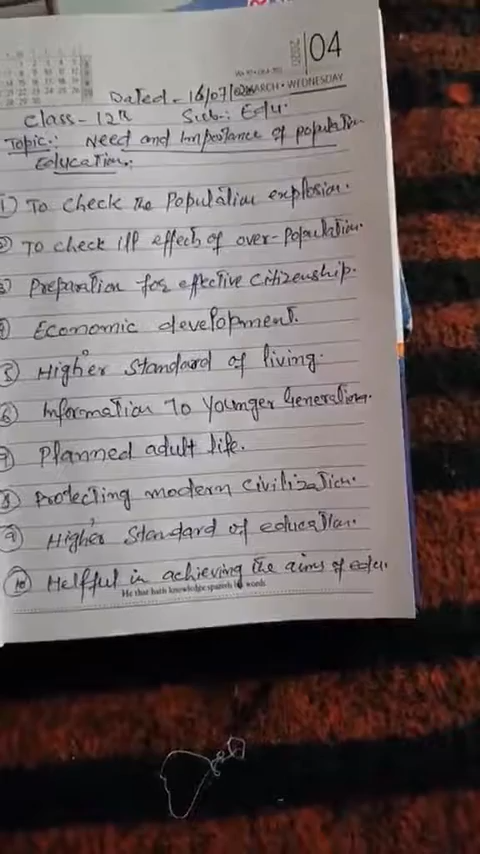 2020 04
MARCH • WEDNESDAY
Dated - 16/07/2020
Class - 12th Sub: Edu.
Topic: Need and Importance of population
Education:
1) To check the Population explosion.
2) To check ill effects of over-Population.
3) Preparation for effective citizenship.
4) Economic development.
5) Higher Standard of living.
6) Information To Younger Generation.
7) Planned adult life.
8) Protecting modern Civilization.
9) Higher Standard of education.
10) Helpful in achieving the aims of edu.
He that hath knowledge spareth his words